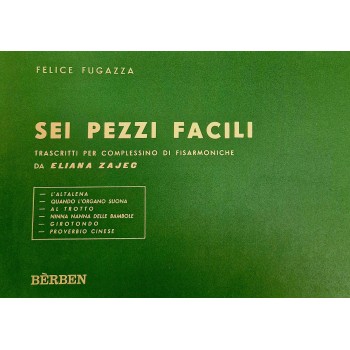 FELICE FUGAZZA
SEI PEZZI FACILI
TRASCRITTI PER COMPLESSINO DI FISARMONICHE
DA ELIANA ZAJEC
— L'ALTALENA
— QUANDO L'ORGANO SUONA
— AL TROTTO
— NINNA NANNA DELLE BAMBOLE
— GIROTONDO
— PROVERBIO CINESE
BÈRBEN